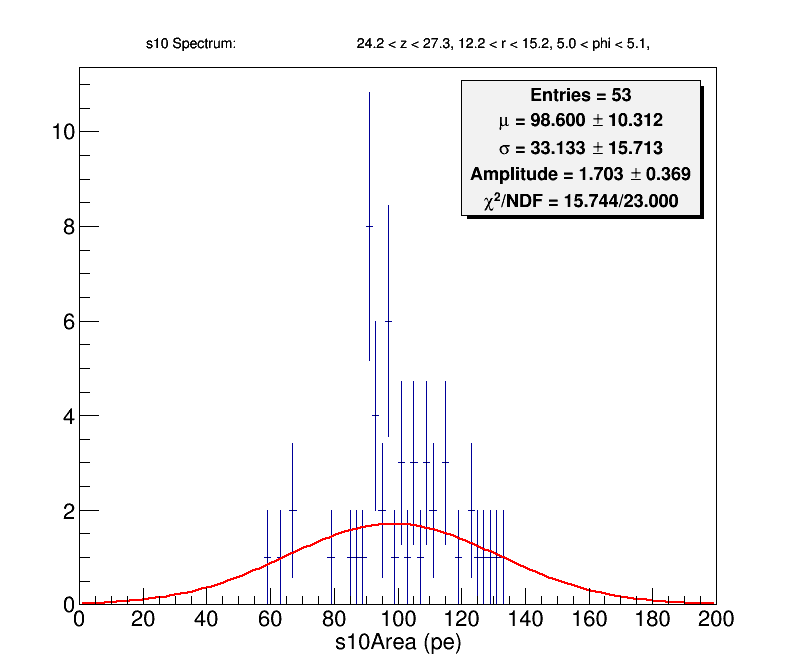 s10 Spectrum: 24.2 < z < 27.3, 12.2 < r < 15.2, 5.0 < phi < 5.1,
Entries = 53
μ = 98.600 ± 10.312
σ = 33.133 ± 15.713
Amplitude = 1.703 ± 0.369
χ²/NDF = 15.744/23.000
10
8
6
4
2
0
0 20 40 60 80 100 120 140 160 180 200
s10Area (pe)